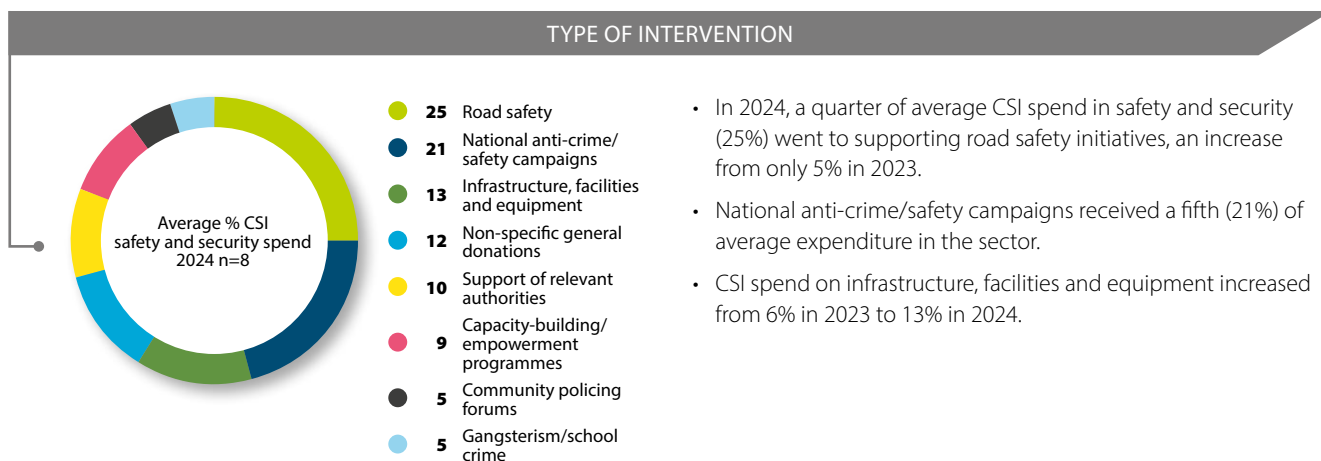 TYPE OF INTERVENTION
Average % CSI
safety and security spend
2024 n=8
25 Road safety
21 National anti-crime/
safety campaigns
13 Infrastructure, facilities
and equipment
12 Non-specific general
donations
10 Support of relevant
authorities
9 Capacity-building/
empowerment
programmes
5 Community policing
forums
5 Gangsterism/school
crime
• In 2024, a quarter of average CSI spend in safety and security
(25%) went to supporting road safety initiatives, an increase
from only 5% in 2023.
• National anti-crime/safety campaigns received a fifth (21%) of
average expenditure in the sector.
• CSI spend on infrastructure, facilities and equipment increased
from 6% in 2023 to 13% in 2024.